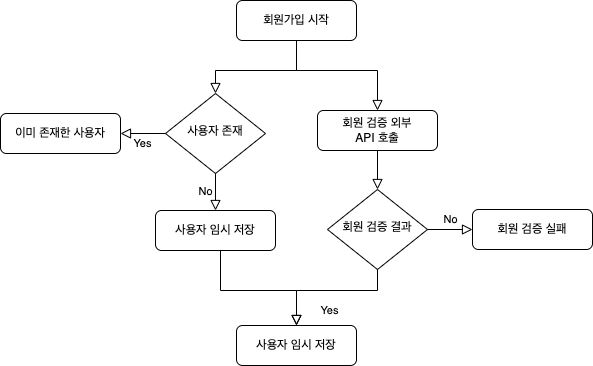 회원가입 시작
이미 존재한 사용자
Yes
사용자 존재
회원 검증 외부
API 호출
No
사용자 임시 저장
회원 검증 결과
No
회원 검증 실패
Yes
사용자 임시 저장